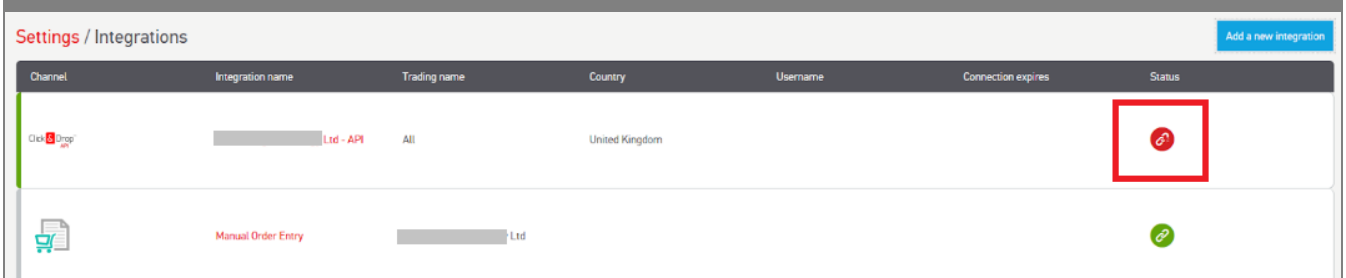 Settings / Integrations
Add a new integration
Channel Integration name Trading name Country Username Connection expires Status
Click & Drop API Ltd - API All United Kingdom
Manual Order Entry Ltd